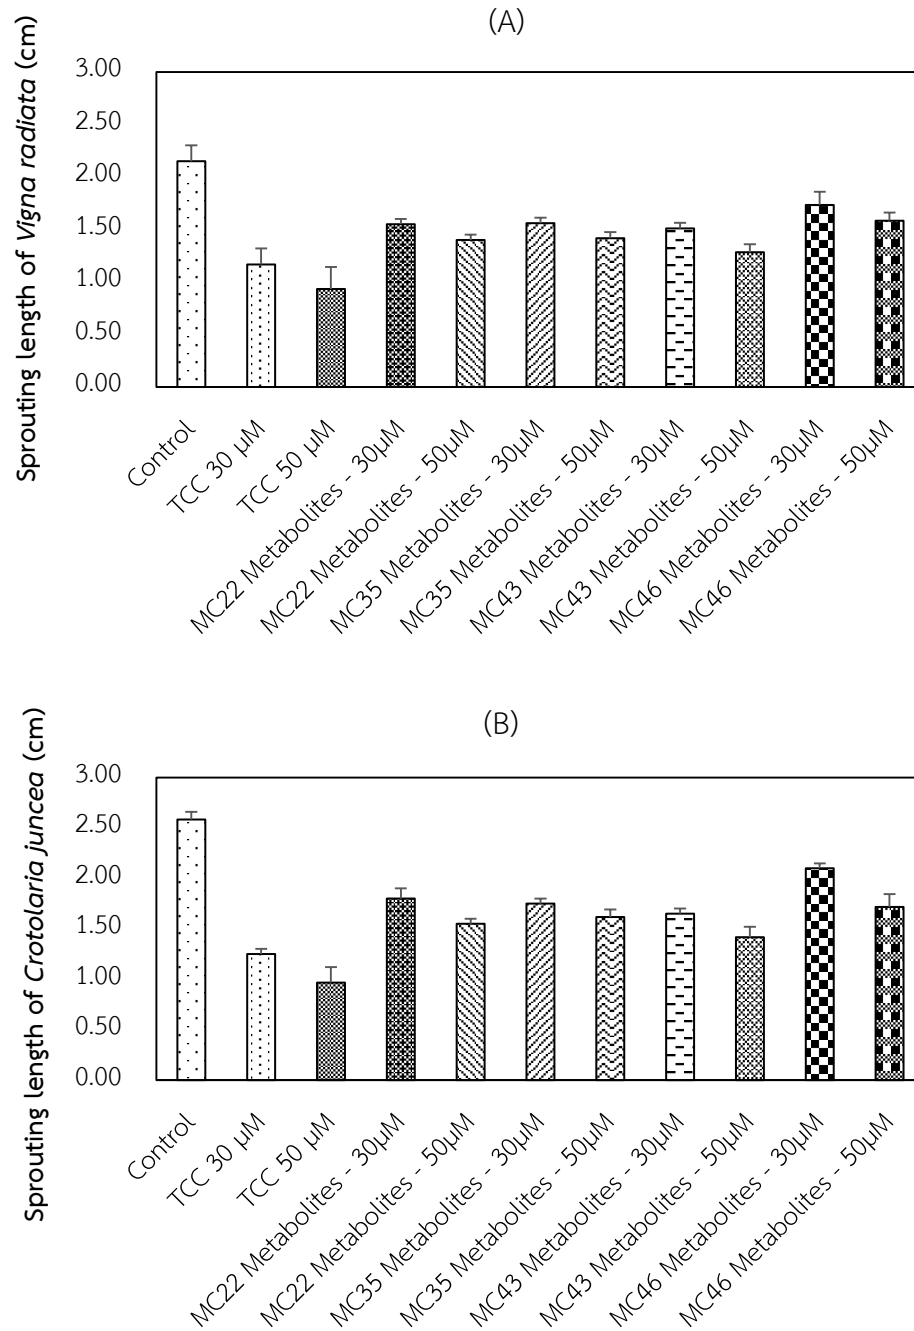 (A)
Sprouting length of Vigna radiata (cm)
3.00
2.50
2.00
1.50
1.00
0.50
0.00
Control
TCC 30 µM
TCC 50 µM
MC22 Metabolites - 30µM
MC22 Metabolites - 50µM
MC35 Metabolites - 30µM
MC35 Metabolites - 50µM
MC43 Metabolites - 30µM
MC43 Metabolites - 50µM
MC46 Metabolites - 30µM
MC46 Metabolites - 50µM
(B)
Sprouting length of Crotolaria juncea (cm)
3.00
2.50
2.00
1.50
1.00
0.50
0.00
Control
TCC 30 µM
TCC 50 µM
MC22 Metabolites - 30µM
MC22 Metabolites - 50µM
MC35 Metabolites - 30µM
MC35 Metabolites - 50µM
MC43 Metabolites - 30µM
MC43 Metabolites - 50µM
MC46 Metabolites - 30µM
MC46 Metabolites - 50µM